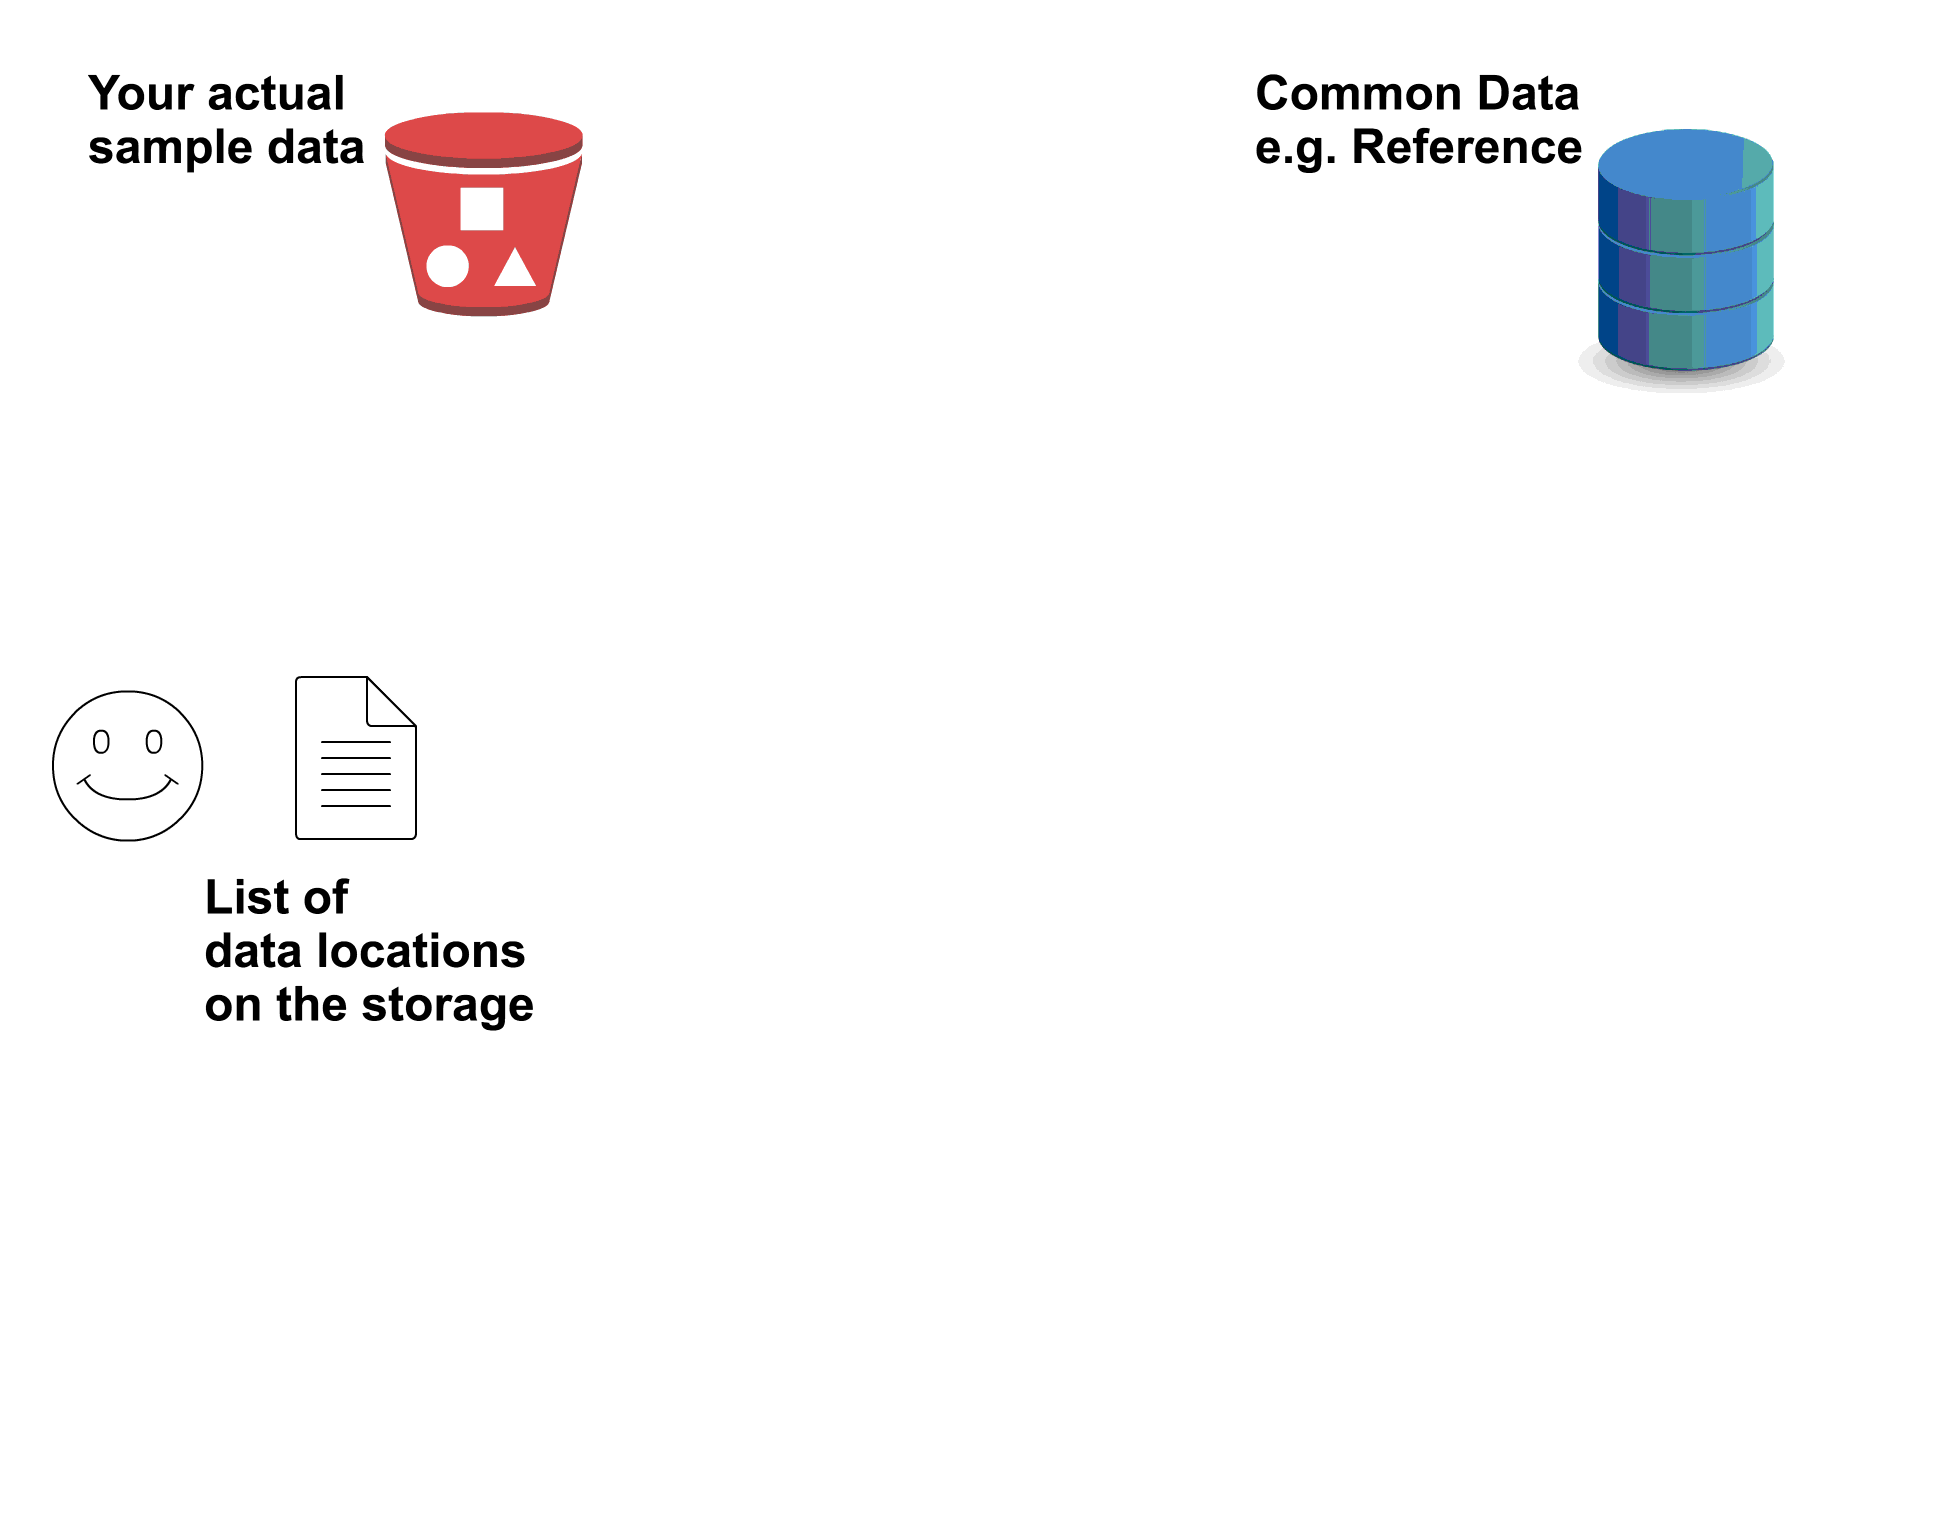 Your actual
sample data
Common Data
e.g. Reference
List of
data locations
on the storage